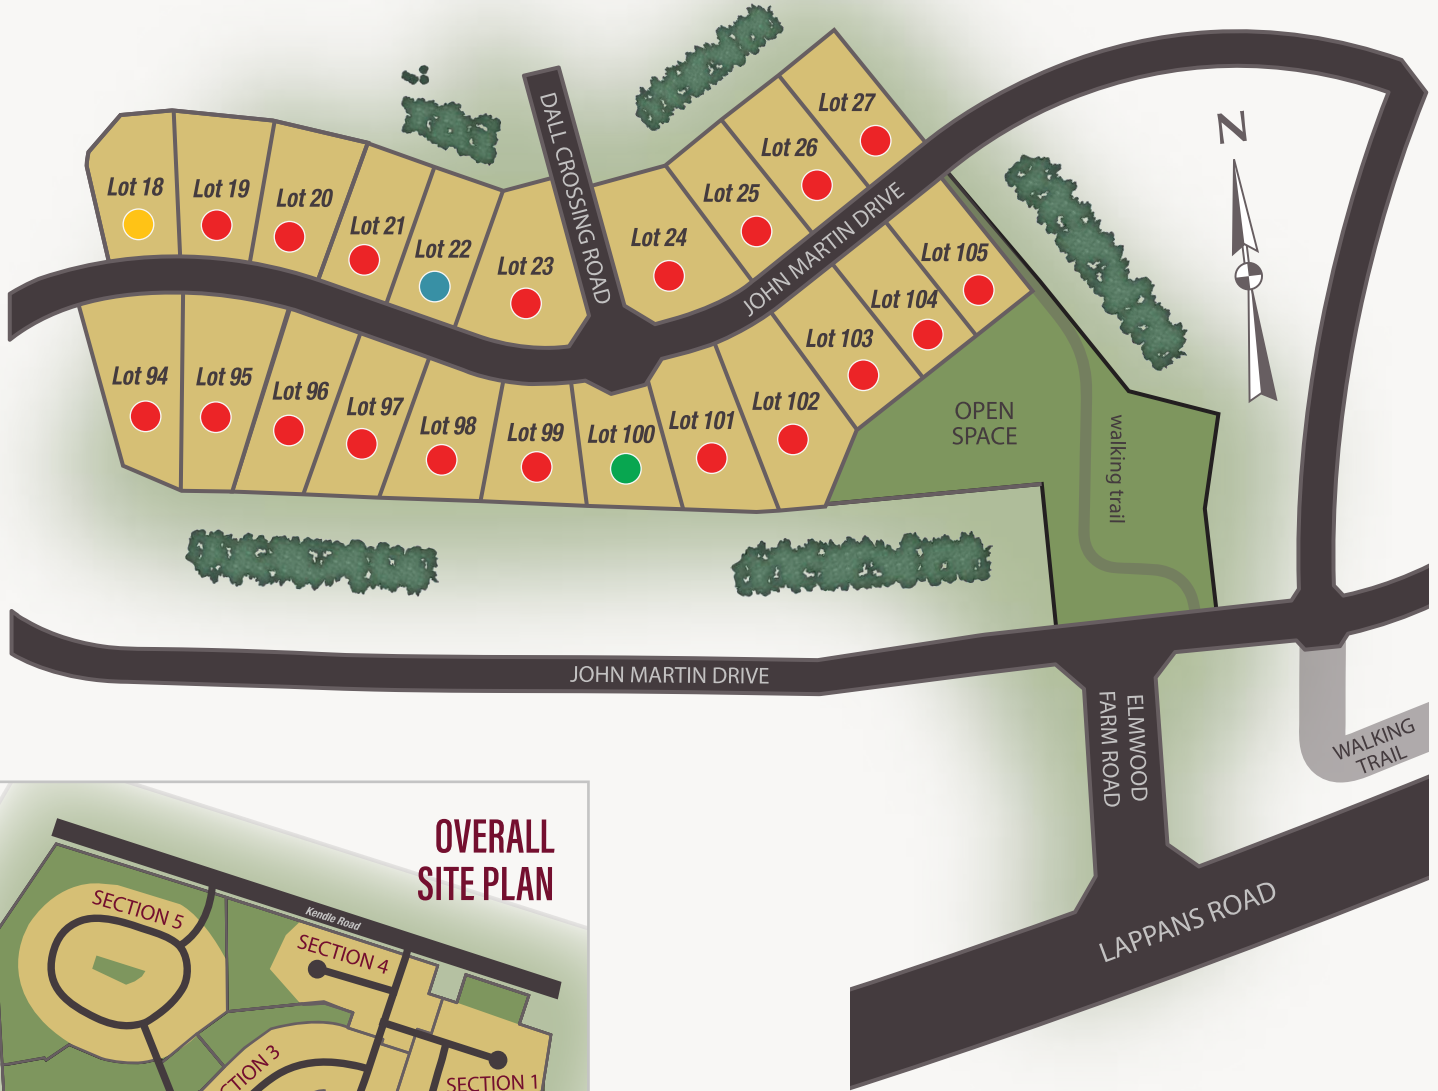 Lot 18
Lot 19
Lot 20
Lot 21
Lot 22
Lot 23
DALL CROSSING ROAD
Lot 24
Lot 25
Lot 26
Lot 27
N
JOHN MARTIN DRIVE
Lot 94
Lot 95
Lot 96
Lot 97
Lot 98
Lot 99
Lot 100
Lot 101
Lot 102
Lot 103
Lot 104
Lot 105
OPEN
SPACE
walking trail
JOHN MARTIN DRIVE
ELMWOOD
FARM ROAD
WALKING
TRAIL
LAPPANS ROAD
OVERALL
SITE PLAN
Kendle Road
SECTION 5
SECTION 4
CTION 3
SECTION 1